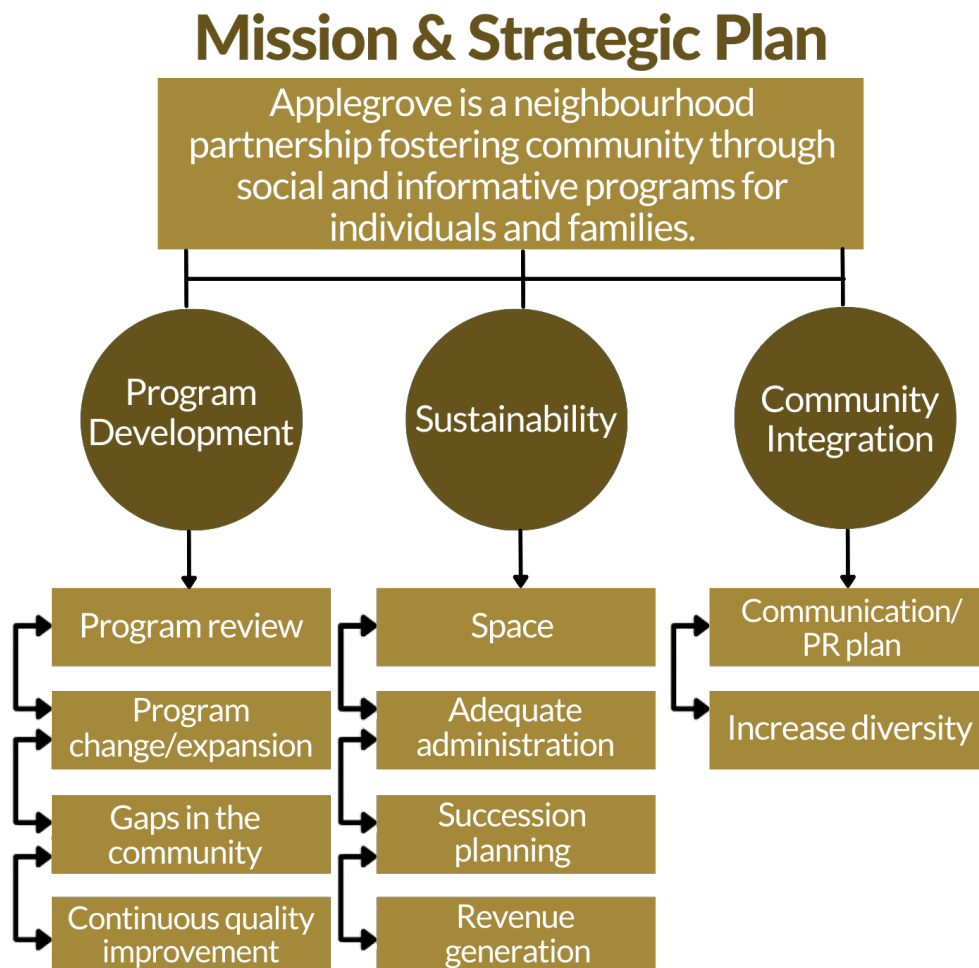 Mission & Strategic Plan
Applegrove is a neighbourhood
partnership fostering community through
social and informative programs for
individuals and families.
Program
Development
Sustainability
Community
Integration
Program review
Program
change/expansion
Gaps in the
community
Continuous quality
improvement
Space
Adequate
administration
Succession
planning
Revenue
generation
Communication/
PR plan
Increase diversity